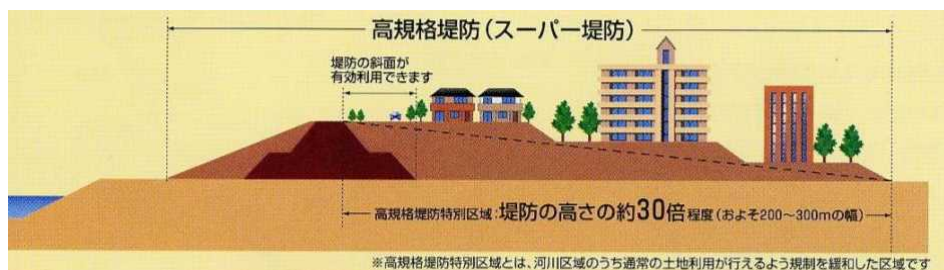 高規格堤防(スーパー堤防)
堤防の斜面が
有効利用できます
高規格堤防特別区域:堤防の高さの約30倍程度(およそ200~300mの幅)
※高規格堤防特別区域とは、河川区域のうち通常の土地利用が行えるよう規制を緩和した区域です